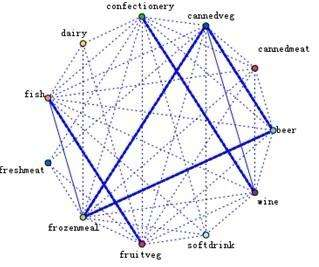 confectionery
cannedveg
dairy
cannedmeat
fish
beer
freshmeat
wine
frozenmeal
softdrink
fruitveg